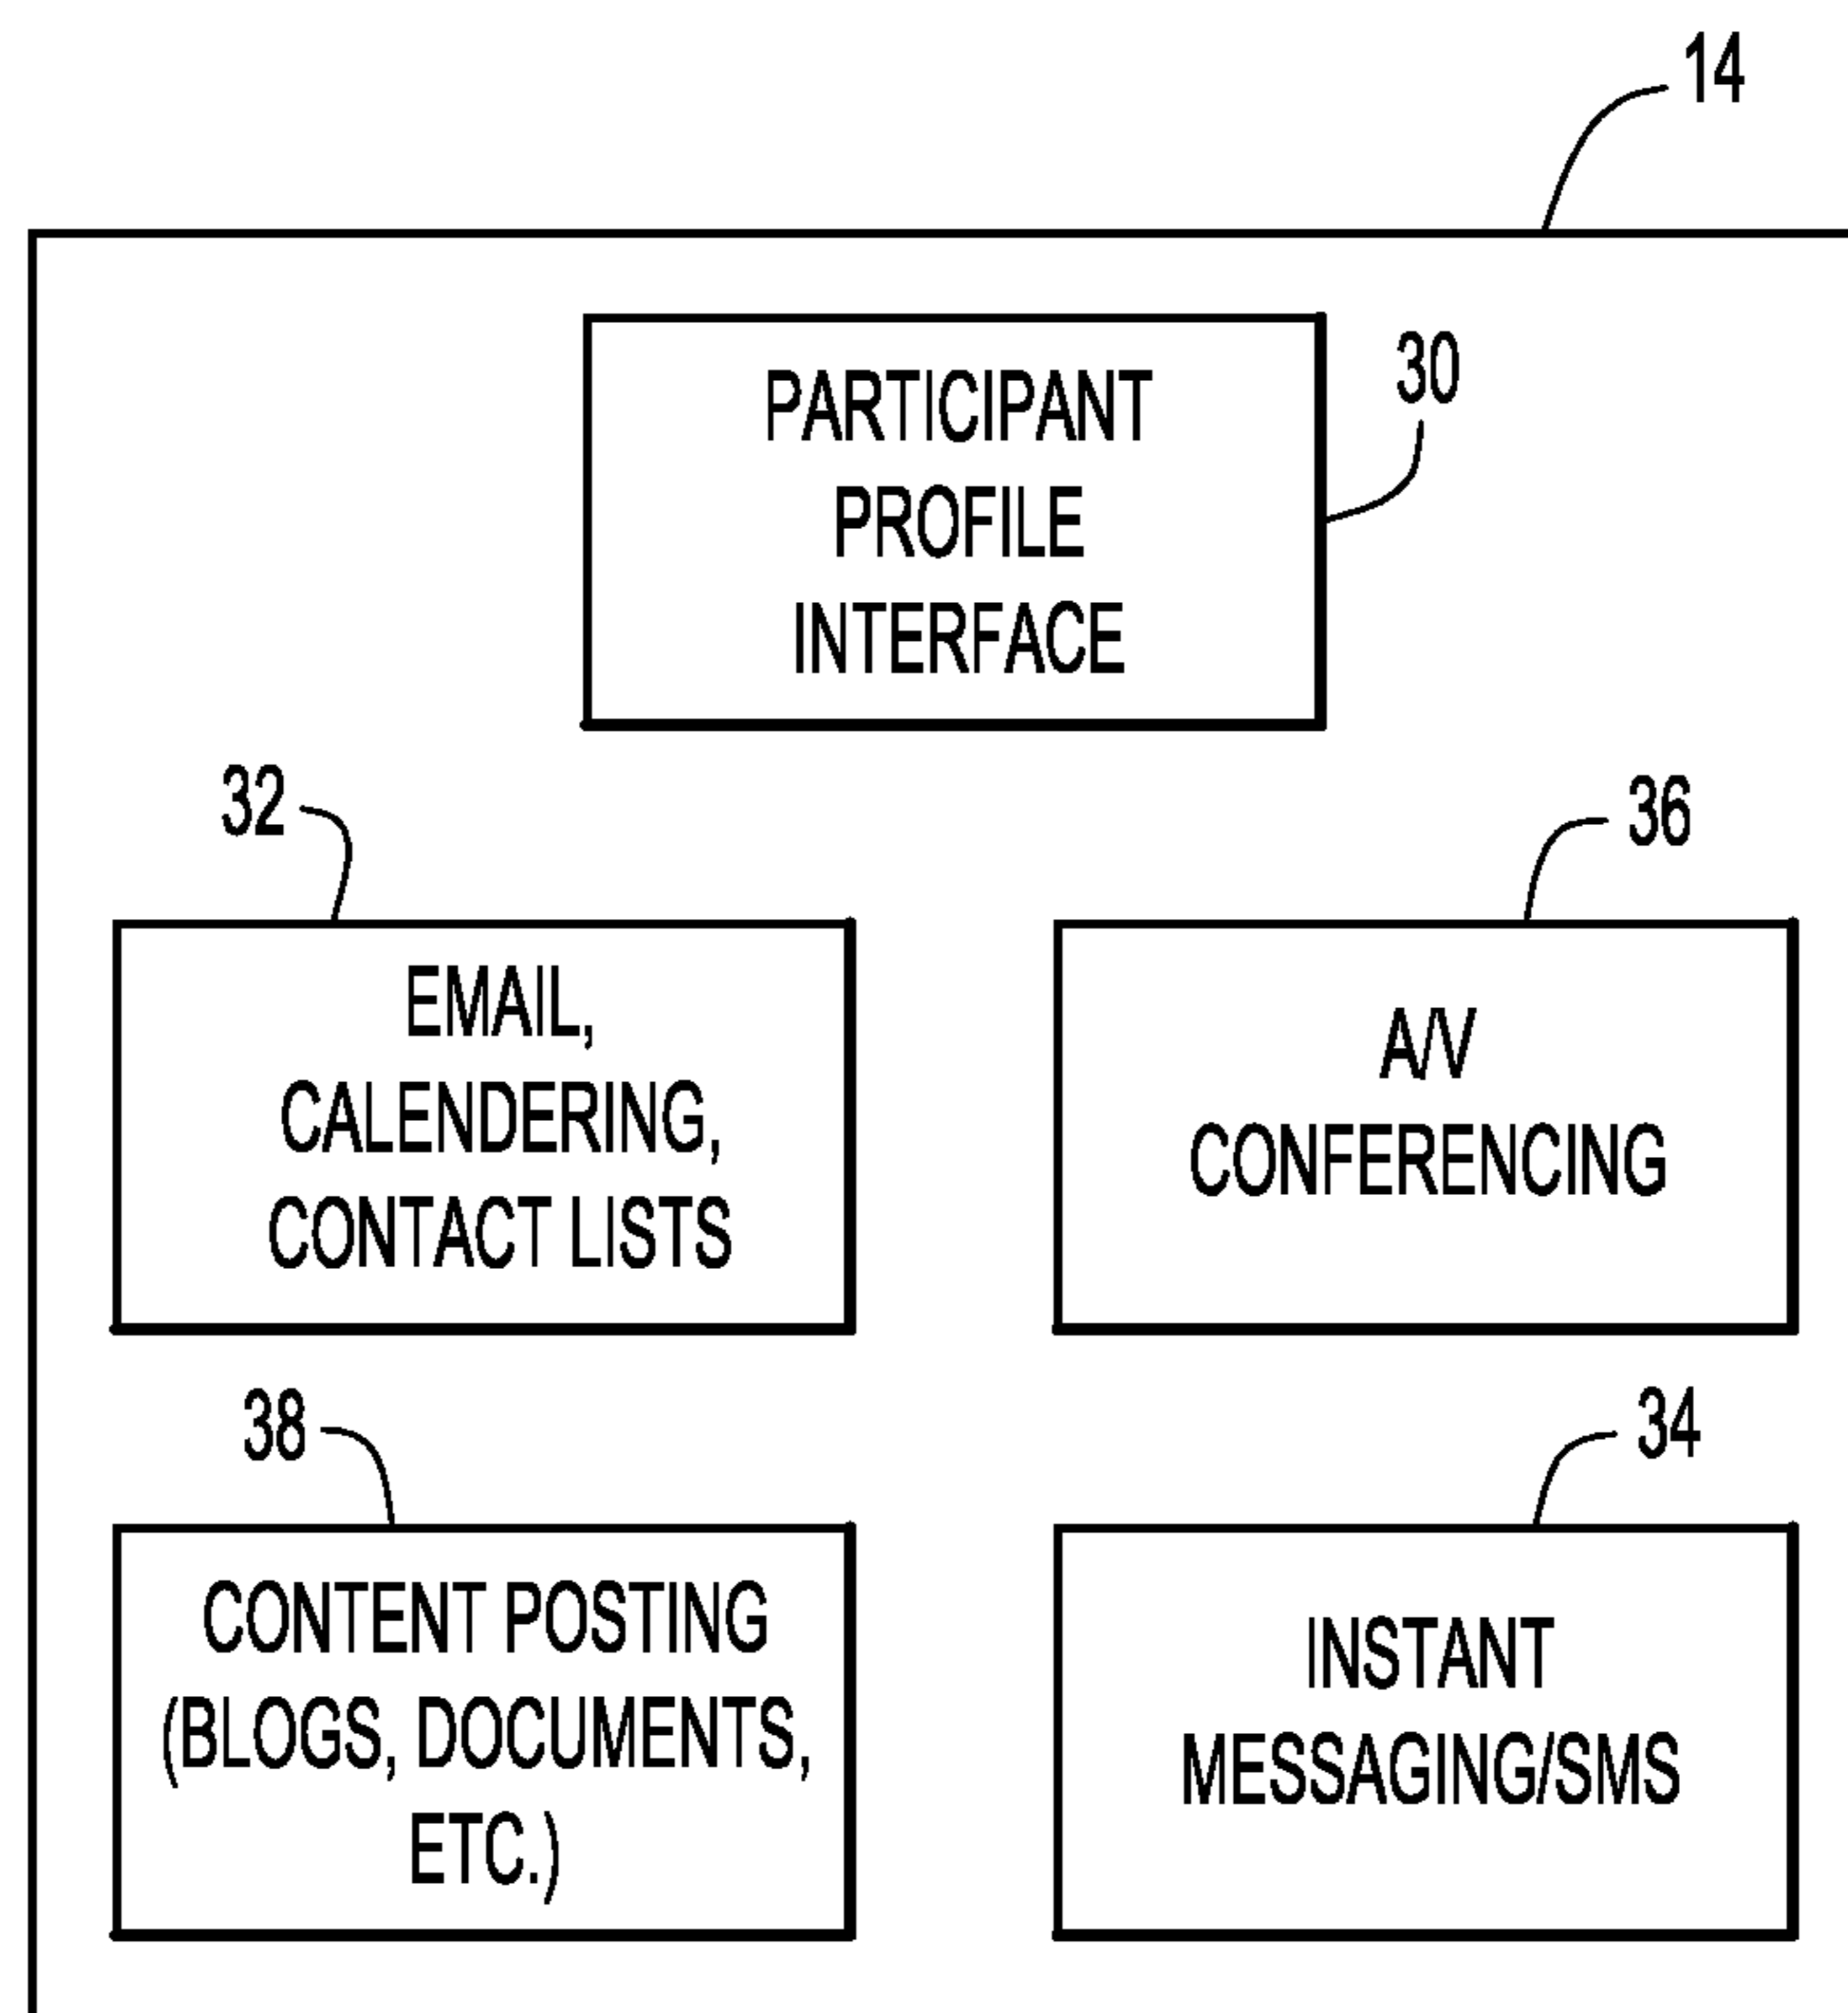 14
PARTICIPANT
PROFILE
INTERFACE
30
32
EMAIL,
CALENDERING,
CONTACT LISTS
36
A/V
CONFERENCING
38
CONTENT POSTING
(BLOGS, DOCUMENTS,
ETC.)
34
INSTANT
MESSAGING/SMS